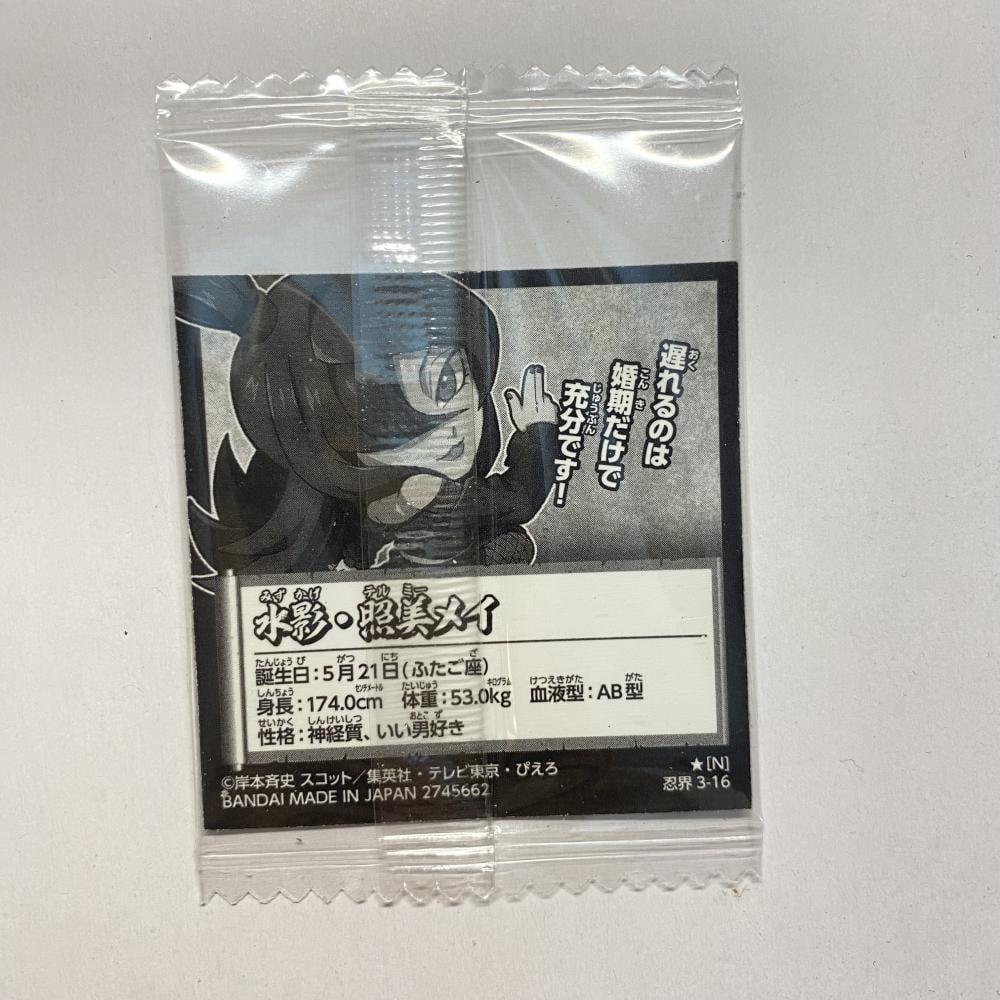 遅れるのは
婚期だけで
充分です!
水影・照美メイ
誕生日:5月21日(ふたご座)
身長:174.0cm 体重:53.0kg 血液型:AB型
性格:神経質、いい男好き
©岸本斉史 スコット/集英社・テレビ東京・ぴえろ
BANDAI MADE IN JAPAN 2745662
★[N]
忍界 3-16